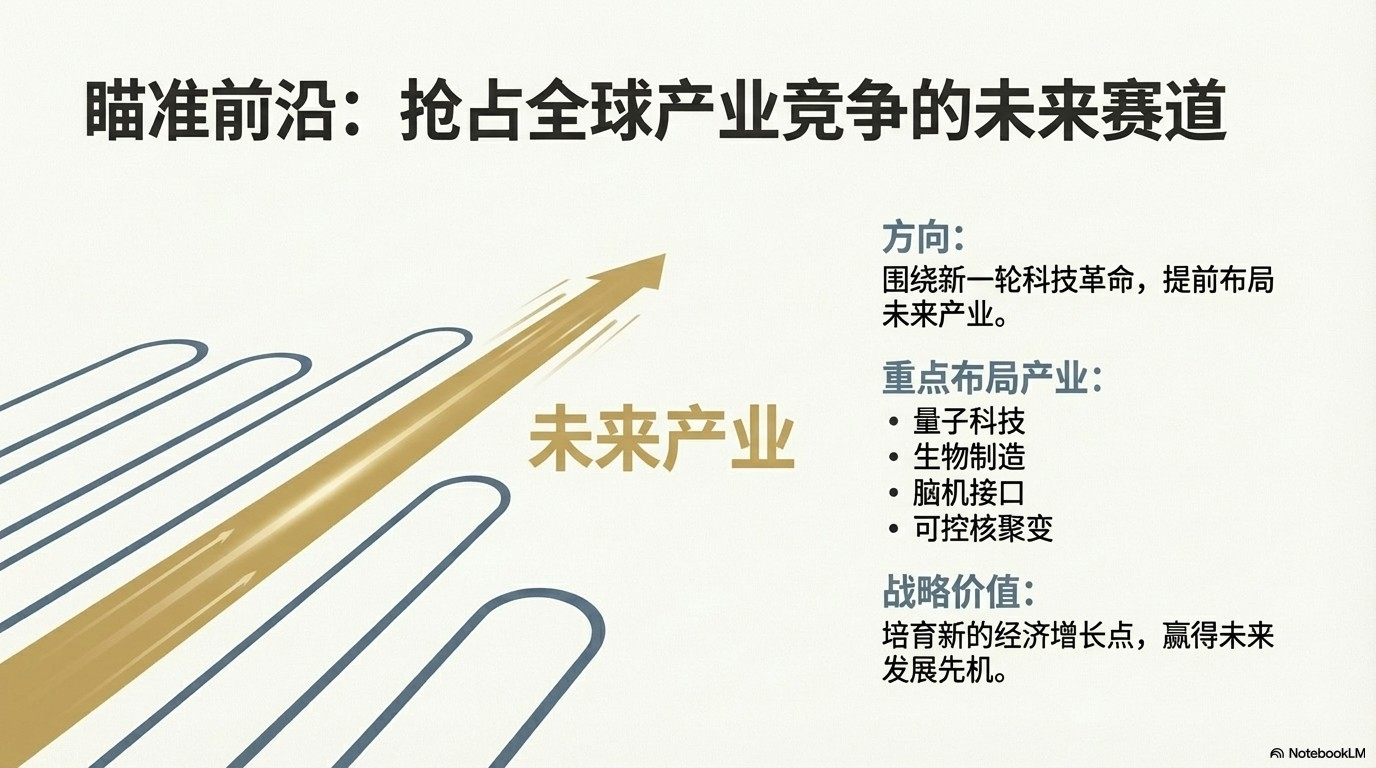 瞄准前沿：抢占全球产业竞争的未来赛道
未来产业
方向：
围绕新一轮科技革命，提前布局
未来产业。
重点布局产业：
• 量子科技
• 生物制造
• 脑机接口
• 可控核聚变
战略价值：
培育新的经济增长点，赢得未来
发展先机。
NotebookLM